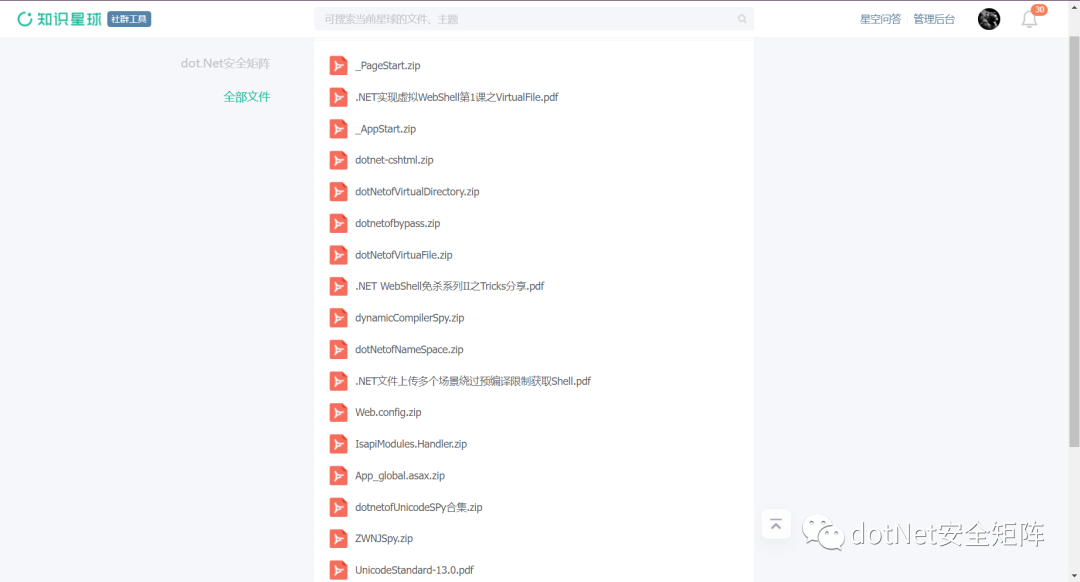 知识星球 社群工具 可搜索当前星球的文件、主题 星空问答 管理后台 30
dot.Net安全矩阵
全部文件
_PageStart.zip
.NET实现虚拟WebShell第1课之VirtualFile.pdf
_AppStart.zip
dotnet-cshtml.zip
dotNetofVirtualDirectory.zip
dotnetofbypass.zip
dotNetofVirtuaFile.zip
.NET WebShell免杀系列II之Tricks分享.pdf
dynamicCompilerSpy.zip
dotNetofNameSpace.zip
.NET文件上传多个场景绕过预编译限制获取Shell.pdf
Web.config.zip
IsapiModules.Handler.zip
App_global.asax.zip
dotnetofUnicodeSPy合集.zip
ZWNJSpy.zip
UnicodeStandard-13.0.pdf
dotNet安全矩阵